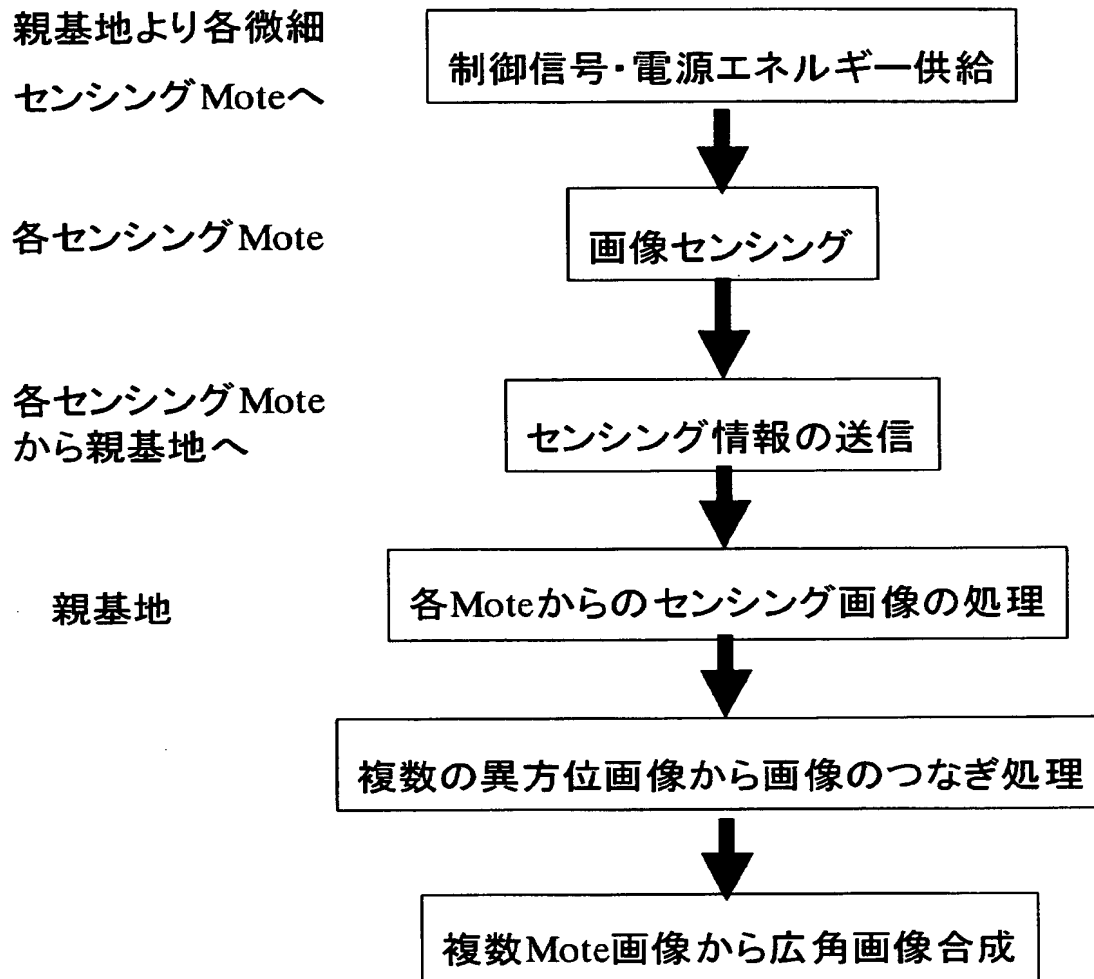 親基地より各微細
センシングMoteへ
制御信号・電源エネルギー供給
各センシングMote
画像センシング
各センシングMote
から親基地へ
センシング情報の送信
親基地
各Moteからのセンシング画像の処理
複数の異方位画像から画像のつなぎ処理
複数Mote画像から広角画像合成